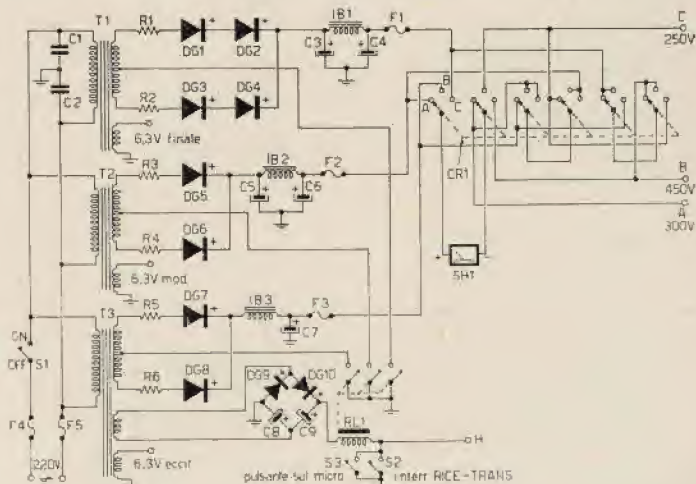 T1
R1
DG1
DG2
IB1
F1
C
250V
C1
C3
C4
C2
R2
DG3
DG4
B
A
C
6,3V finale
R3
IB2
F2
CR1
T2
DG5
C5
C6
B
450V
DG6
A
300V
R4
6,3V mod.
+
-
SH1
R5
DG7
IB3
F3
T3
C7
ON
OFF
S1
R6
DG8
DG9
DG10
F4
F5
C8
C9
RL1
H
220V
6,3V eccit
S3
S2
pulsante sul micro
interr RICE-TRANS